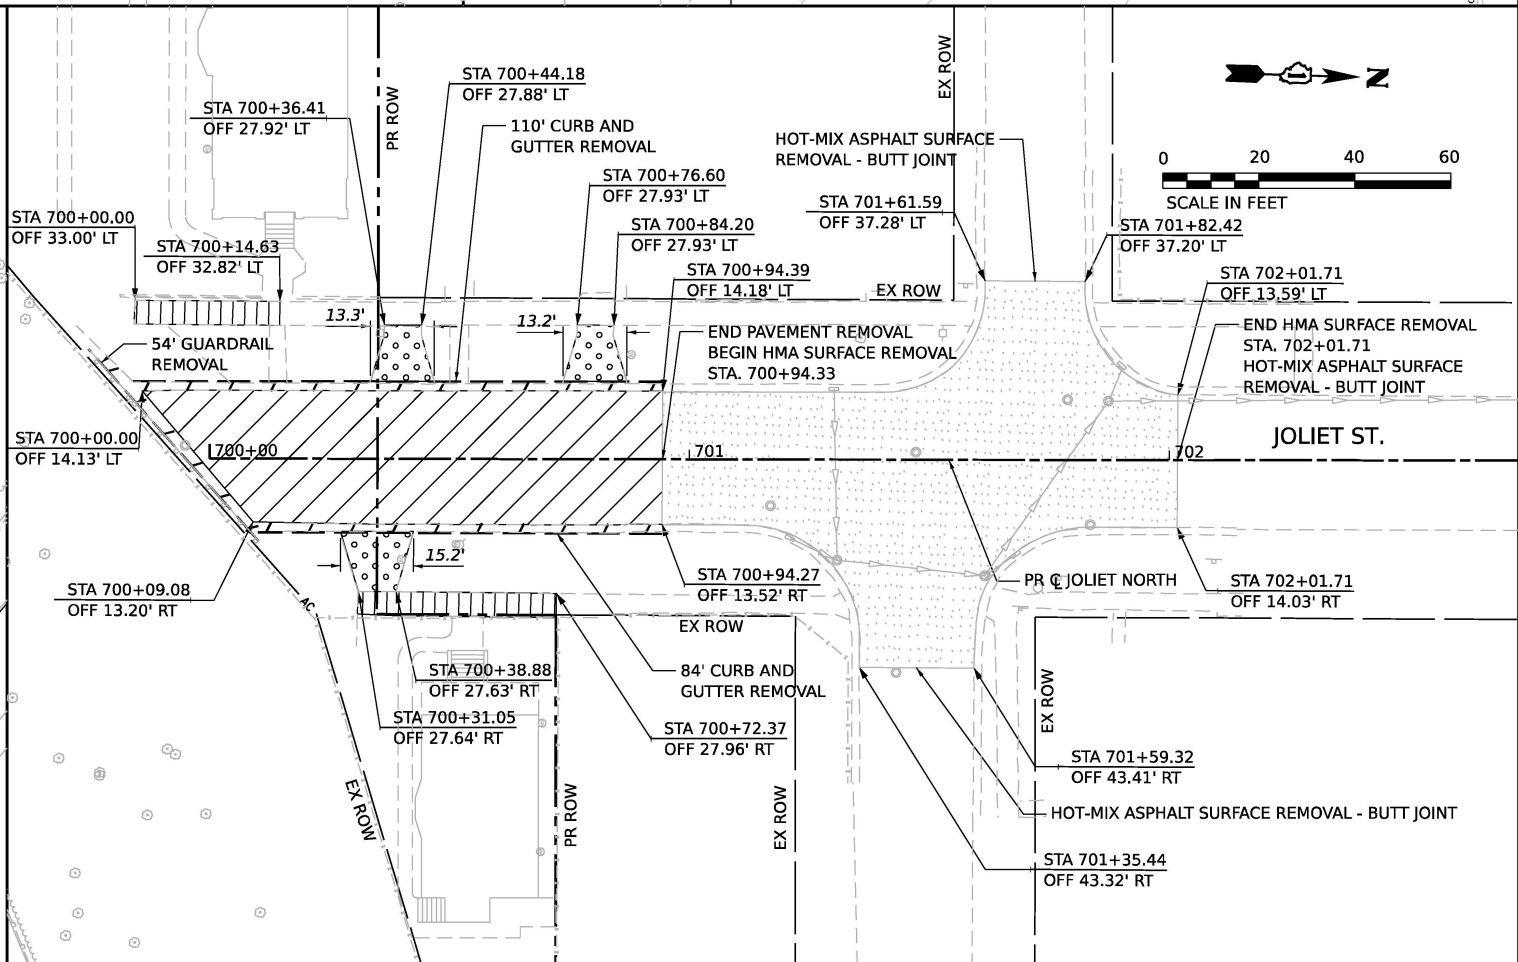 STA 700+44.18
OFF 27.88' LT
EX ROW
STA 700+36.41
OFF 27.92' LT
PR ROW
110' CURB AND
GUTTER REMOVAL
HOT-MIX ASPHALT SURFACE
REMOVAL - BUTT JOINT
N
0 20 40 60
SCALE IN FEET
STA 700+76.60
OFF 27.93' LT
STA 701+61.59
OFF 37.28' LT
STA 700+00.00
OFF 33.00' LT
STA 700+84.20
OFF 27.93' LT
STA 701+82.42
OFF 37.20' LT
STA 700+14.63
OFF 32.82' LT
STA 700+94.39
OFF 14.18' LT
STA 702+01.71
OFF 13.59' LT
EX ROW
13.3'
13.2'
54' GUARDRAIL
REMOVAL
END PAVEMENT REMOVAL
BEGIN HMA SURFACE REMOVAL
STA. 700+94.33
END HMA SURFACE REMOVAL
STA. 702+01.71
HOT-MIX ASPHALT SURFACE
REMOVAL - BUTT JOINT
STA 700+00.00
OFF 14.13' LT
700+00
701
702
JOLIET ST.
15.2'
STA 700+09.08
OFF 13.20' RT
AC
STA 700+94.27
OFF 13.52' RT
PR ℄ JOLIET NORTH
STA 702+01.71
OFF 14.03' RT
EX ROW
STA 700+38.88
OFF 27.63' RT
84' CURB AND
GUTTER REMOVAL
STA 700+31.05
OFF 27.64' RT
STA 700+72.37
OFF 27.96' RT
EX ROW
STA 701+59.32
OFF 43.41' RT
EX ROW
PR ROW
EX ROW
HOT-MIX ASPHALT SURFACE REMOVAL - BUTT JOINT
STA 701+35.44
OFF 43.32' RT